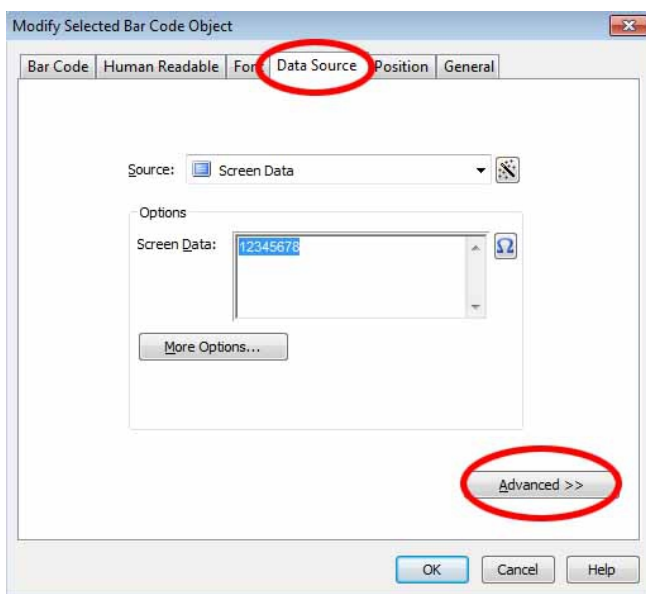 Modify Selected Bar Code Object
Bar Code Human Readable Font Data Source Position General
Source: Screen Data
Options
Screen Data: 12345678
Ω
More Options...
Advanced >>
OK Cancel Help